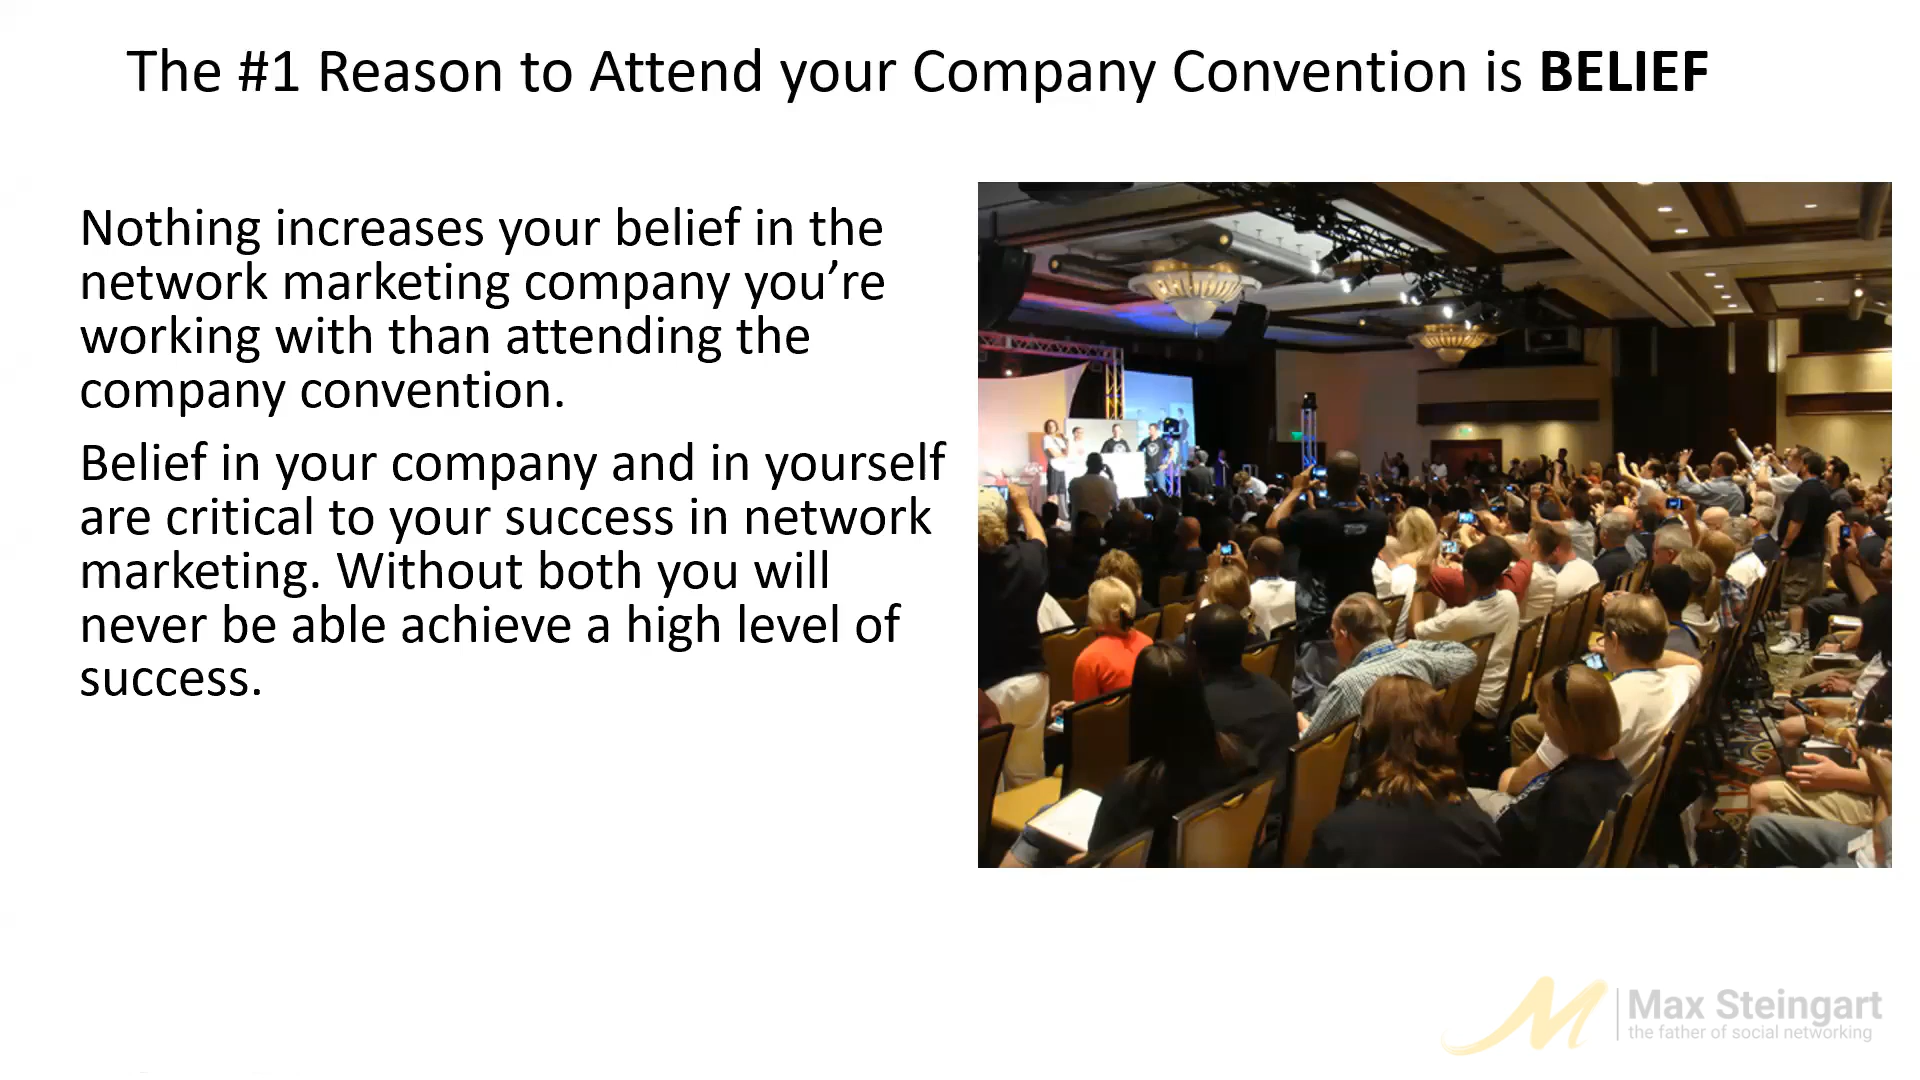 The #1 Reason to Attend your Company Convention is BELIEF
Nothing increases your belief in the
network marketing company you’re
working with than attending the
company convention.
Belief in your company and in yourself
are critical to your success in network
marketing. Without both you will
never be able achieve a high level of
success.
Max Steingart
the father of social networking